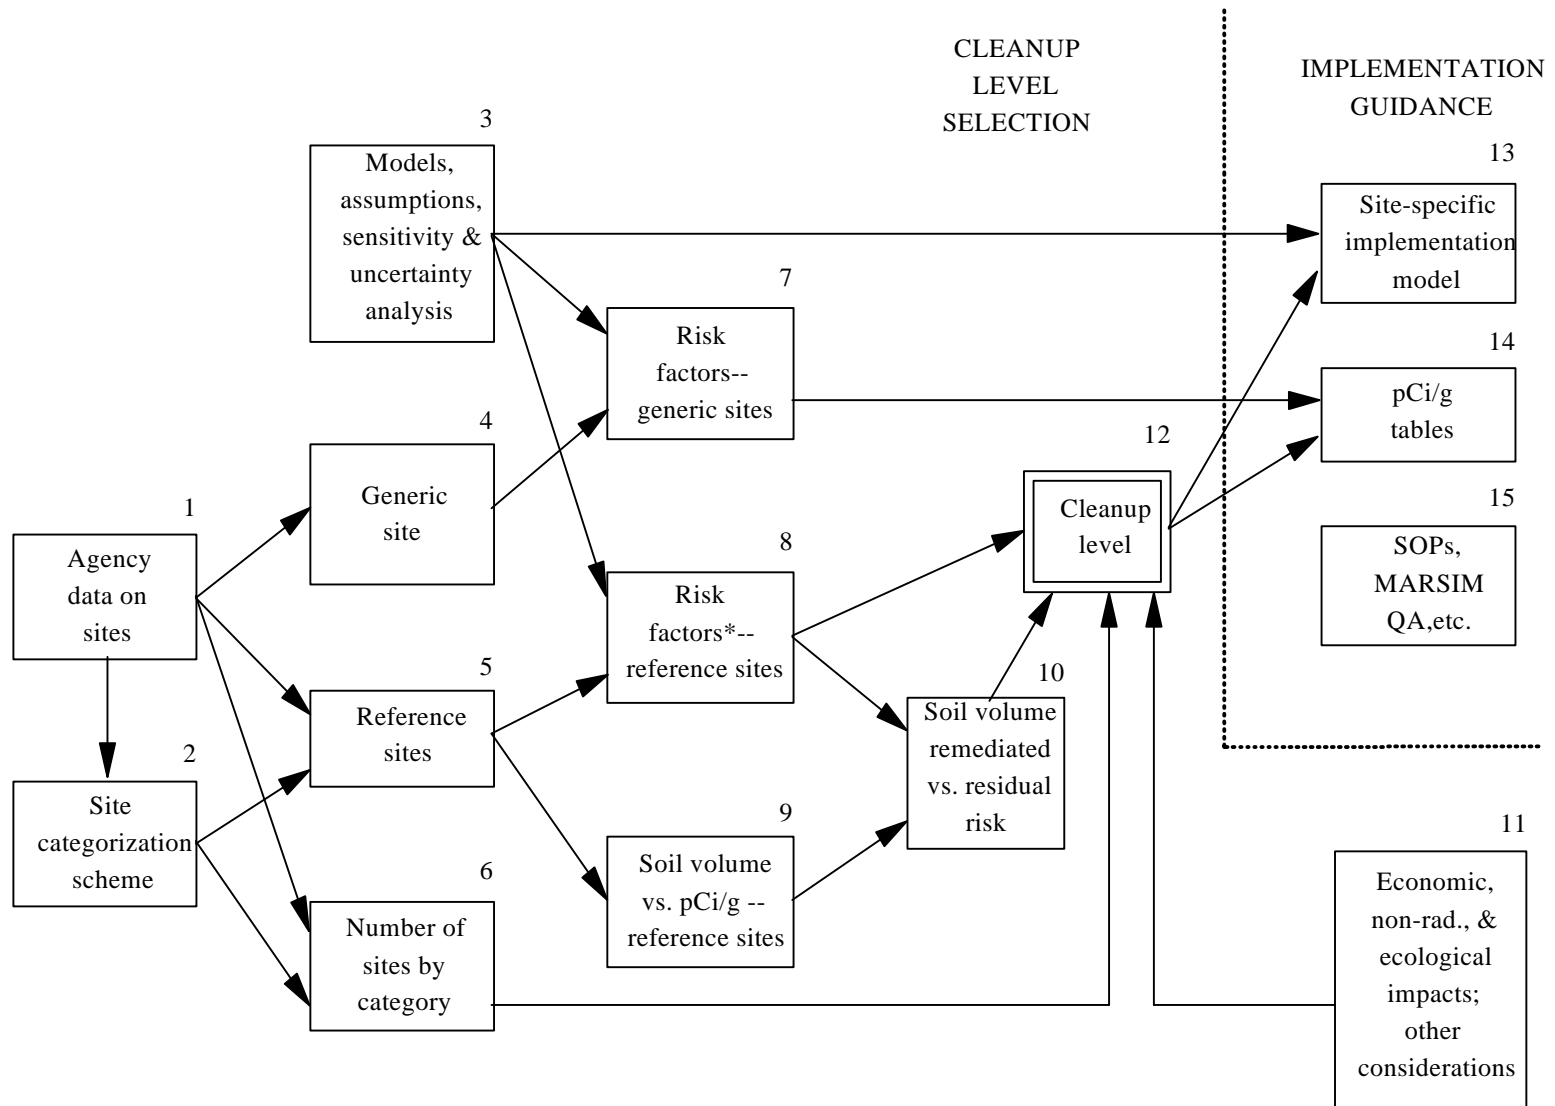 CLEANUP
LEVEL
SELECTION
IMPLEMENTATION
GUIDANCE
3
Models,
assumptions,
sensitivity &
uncertainty
analysis
13
Site-specific
implementation
model
7
Risk
factors--
generic sites
14
pCi/g
tables
4
Generic
site
12
Cleanup
level
1
Agency
data on
sites
15
SOPs,
MARSIM
QA,etc.
8
Risk
factors*--
reference sites
5
Reference
sites
10
Soil volume
remediated
vs. residual
risk
2
Site
categorization
scheme
9
Soil volume
vs. pCi/g --
reference sites
11
Economic,
non-rad., &
ecological
impacts;
other
considerations
6
Number of
sites by
category